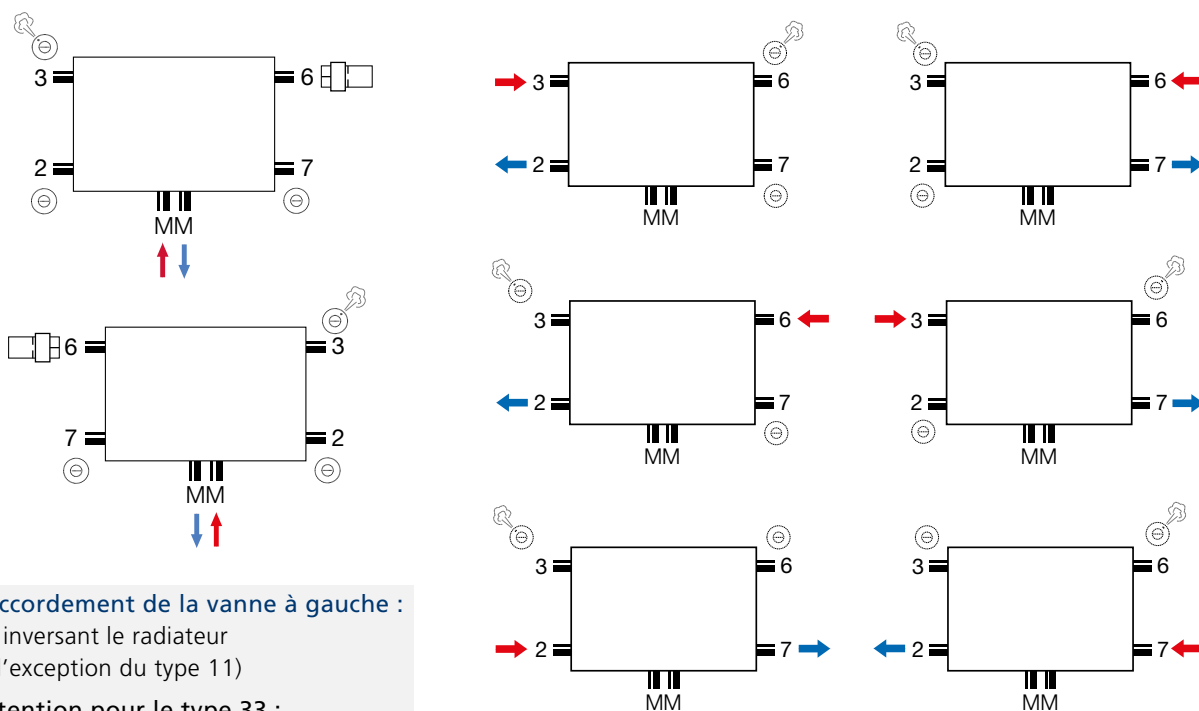 3 6
2 7
MM
6 3
7 2
MM
ccordement de la vanne à gauche :
inversant le radiateur
l'exception du type 11)
tention pour le type 33 :
3 6
2 7
MM
3 6
2 7
MM
3 6
2 7
MM
3 6
2 7
MM
3 6
2 7
MM
3 6
2 7
MM